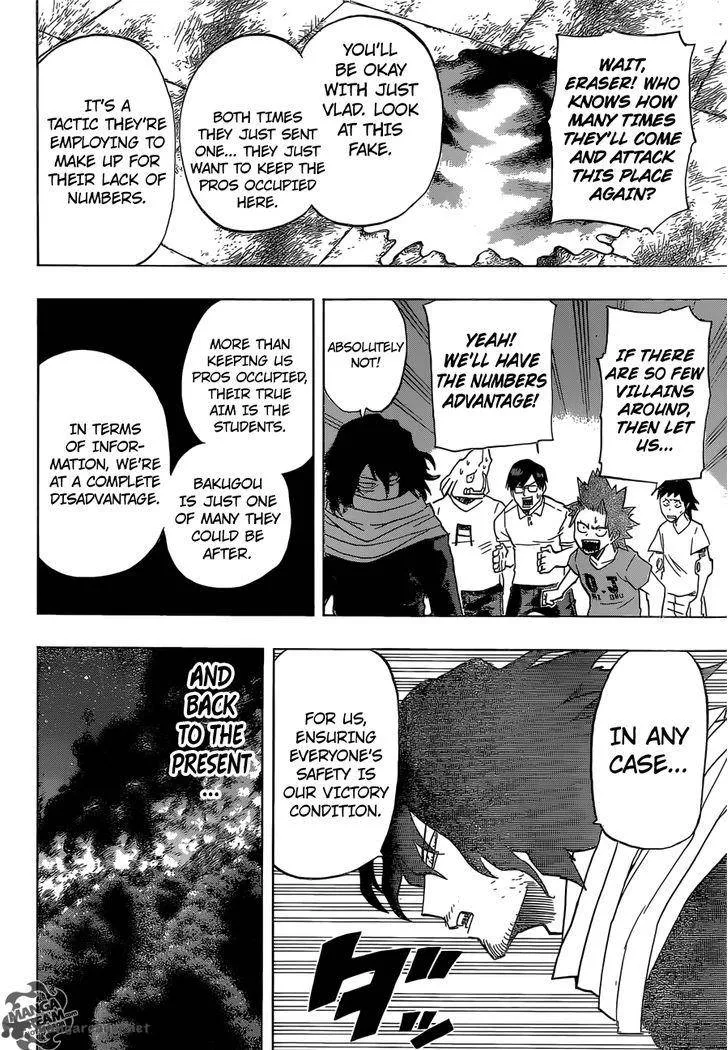 WAIT,
ERASER! WHO
KNOWS HOW
MANY TIMES
THEY'LL COME
AND ATTACK
THIS PLACE
AGAIN?
YOU'LL
BE OKAY
WITH JUST
VLAD. LOOK
AT THIS
FAKE.
BOTH TIMES
THEY JUST SENT
ONE... THEY JUST
WANT TO KEEP THE
PROS OCCUPIED
HERE.
IT'S A
TACTIC THEY'RE
EMPLOYING TO
MAKE UP FOR
THEIR LACK OF
NUMBERS.
IF THERE
ARE SO FEW
VILLAINS
AROUND,
THEN LET
US...
YEAH!
WE'LL HAVE
THE NUMBERS
ADVANTAGE!
ABSOLUTELY
NOT!
MORE THAN
KEEPING US
PROS OCCUPIED,
THEIR TRUE
AIM IS THE
STUDENTS.
BAKUGOU
IS JUST ONE
OF MANY THEY
COULD BE
AFTER.
IN TERMS
OF INFOR-
MATION, WE'RE
AT A COMPLETE
DISADVANTAGE.
IN ANY
CASE...
FOR US,
ENSURING
EVERYONE'S
SAFETY IS
OUR VICTORY
CONDITION.
ダッ
AND BACK
TO THE
PRESENT
...
MANGA